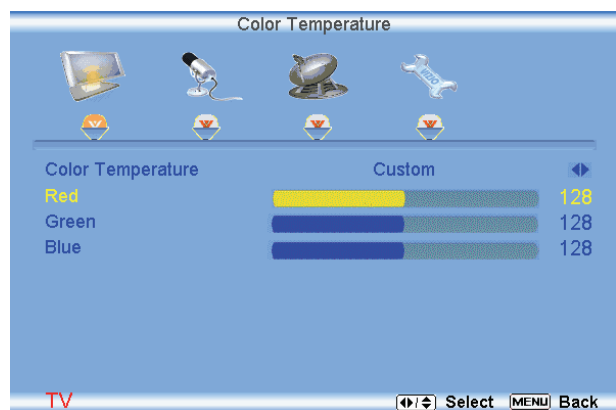 Color Temperature
Color Temperature Custom
Red 128
Green 128
Blue 128
TV Select MENU Back